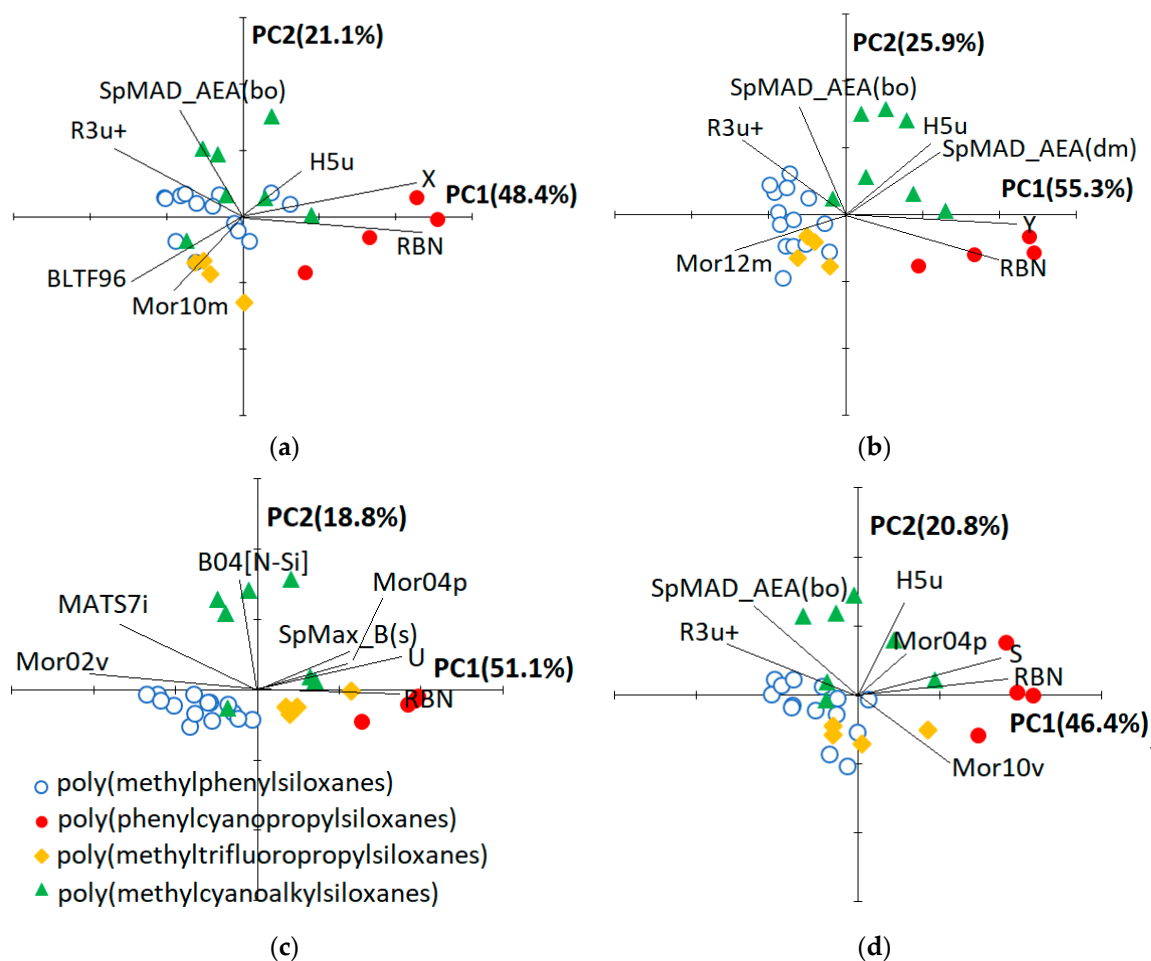 PC2(21.1%)
SpMAD_AEA(bo)
R3u+
H5u
X
PC1(48.4%)
RBN
BLTF96
Mor10m
(a)
PC2(25.9%)
SpMAD_AEA(bo)
R3u+
H5u
SpMAD_AEA(dm)
PC1(55.3%)
Y
Mor12m
RBN
(b)
PC2(18.8%)
B04[N-Si]
Mor04p
MATS7i
SpMax_B(s)
Mor02v
U
PC1(51.1%)
RBN
poly(methylphenylsiloxanes)
poly(phenylcyanopropylsiloxanes)
poly(methyltrifluoropropylsiloxanes)
poly(methylcyanoalkylsiloxanes)
(c)
PC2(20.8%)
SpMAD_AEA(bo)
H5u
R3u+
Mor04p
S
RBN
PC1(46.4%)
Mor10v
(d)